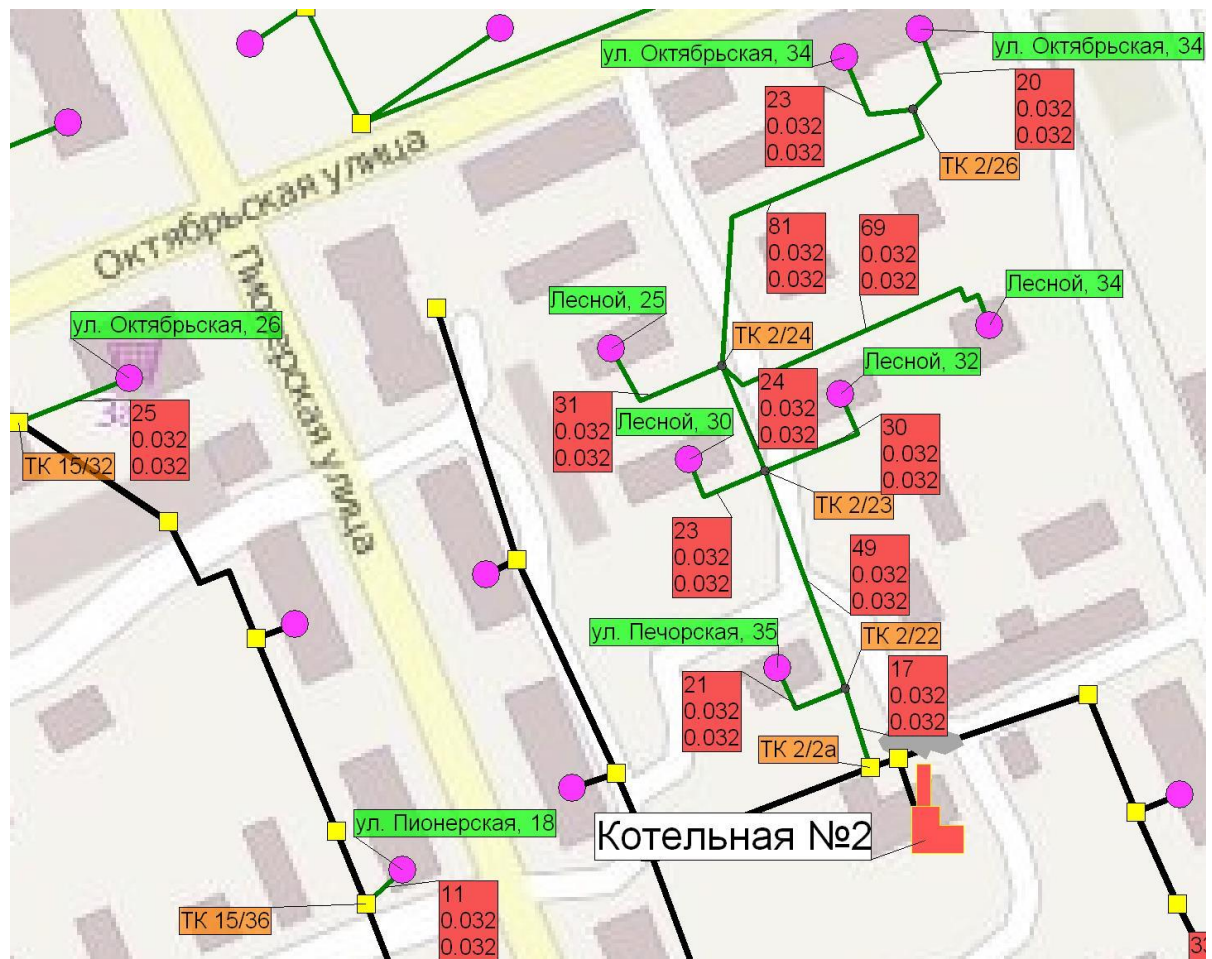 ул. Октябрьская, 34
ул. Октябрьская, 34
23
0.032
0.032
20
0.032
0.032
ТК 2/26
Октябрьская улица
81
0.032
0.032
69
0.032
0.032
Лесной, 34
Лесной, 25
ул. Октябрьская, 26
ТК 2/24
Лесной, 32
24
0.032
0.032
31
0.032
0.032
Лесной, 30
25
0.032
0.032
30
0.032
0.032
ТК 15/32
ТК 2/23
Пионерская улица
23
0.032
0.032
49
0.032
0.032
ул. Печорская, 35
ТК 2/22
17
0.032
0.032
21
0.032
0.032
ТК 2/2а
ул. Пионерская, 18
Котельная №2
11
0.032
0.032
ТК 15/36